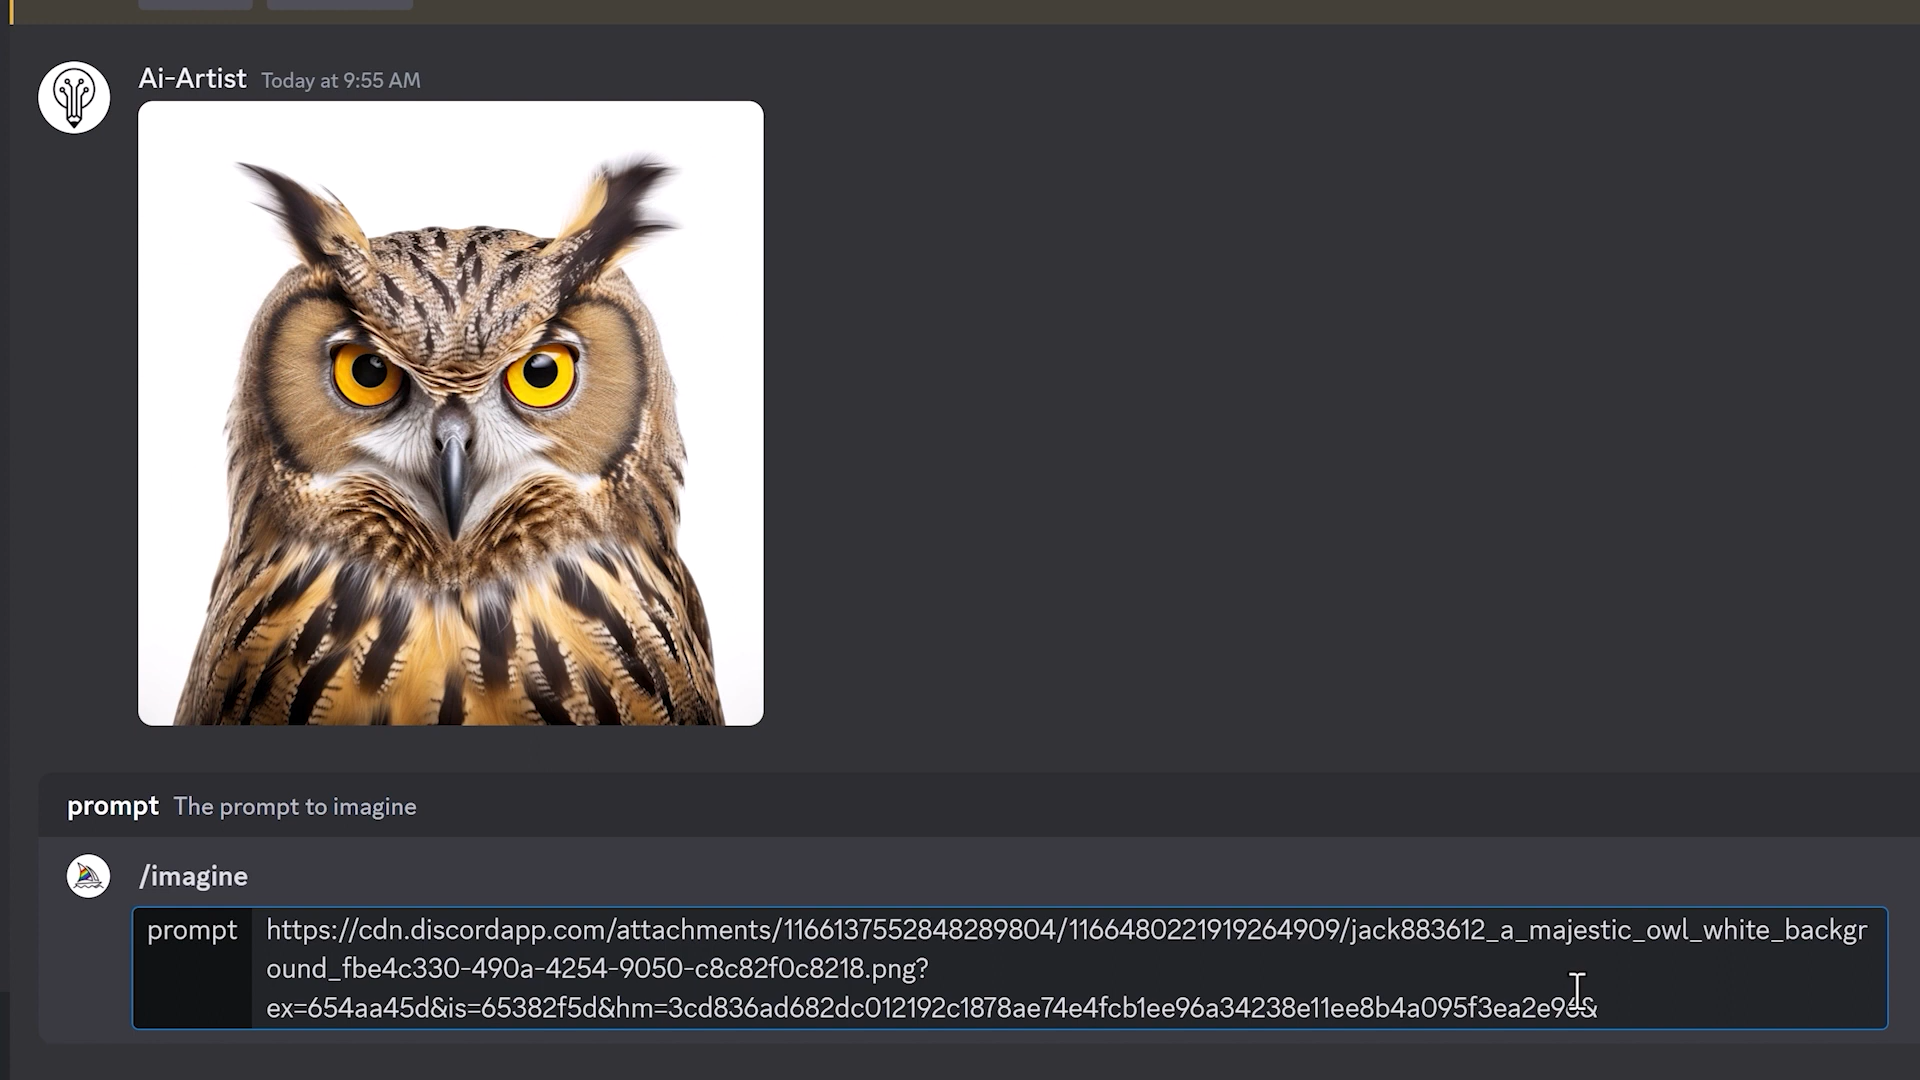 Ai-Artist Today at 9:55 AM
prompt The prompt to imagine
/imagine
prompt https://cdn.discordapp.com/attachments/1166137552848289804/1166480221919264909/jack883612_a_majestic_owl_white_backgr
ound_fbe4c330-490a-4254-9050-c8c82f0c8218.png?
ex=654aa45d&is=65382f5d&hm=3cd836ad682dc012192c1878ae74e4fcb1ee96a34238e11ee8b4a095f3ea2e96&